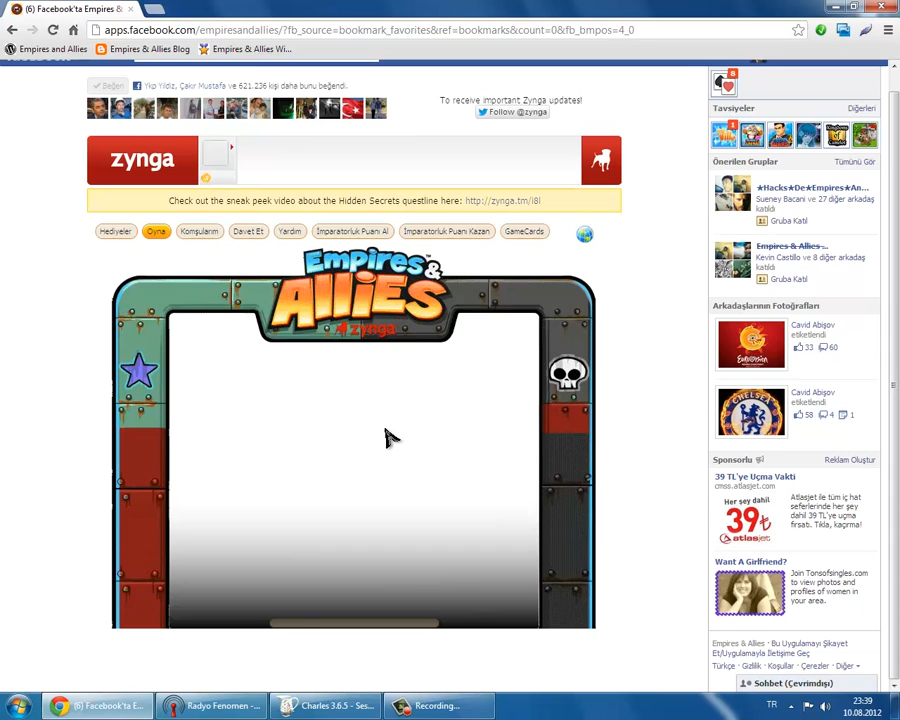 (6) Facebook'ta Empires &
apps.facebook.com/empiresandallies/?fb_source=bookmark_favorites&ref=bookmarks&count=0&fb_bmpos=4_0
Empires and Allies
Empires & Allies Blog
Empires & Allies Wi...
Beğen
Ykp Yildiz, Çakır Mustafa ve 621.236 kişi daha bunu beğendi.
To receive important Zynga updates!
Follow @zynga
zynga
Check out the sneak peek video about the Hidden Secrets questline here: http://zynga.tm/i8l
Hediyeler
Oyna
Komşularım
Davet Et
Yardım
İmparatorluk Puanı Al
İmparatorluk Puanı Kazan
GameCards
Empires &
Allies
zynga
8
Tavsiyeler
Diğerleri
1
Önerilen Gruplar
Tümünü Gör
★Hacks★De★Empires★An...
Sueney Bacani ve 27 diğer arkadaş
katıldı
Gruba Katıl
Empires & Allies -..
Kevin Castillo ve 8 diğer arkadaş
katıldı
Gruba Katıl
Arkadaşlarının Fotoğrafları
Cavid Abişov
etiketlendi
33
60
Cavid Abişov
etiketlendi
58
4
1
Sponsorlu
Reklam Oluştur
39 TL'ye Uçma Vakti
cmss.atlasjet.com
Her şey dahil
39
atlasjet
Atlasjet ile tüm iç hat
seferlerinde her şey
dahil 39 TL'ye uçma
fırsatı. Tıkla, kaçırma!
Want A Girlfriend?
Join Tonsofsingles.com
to view photos and
profiles of women in
your area.
Empires & Allies · Bu Uygulamayı Şikayet
Et/Uygulamayla İletişime Geç
Türkçe · Gizlilik · Koşullar · Çerezler · Diğer
Sohbet (Çevrimdışı)
(6) Facebook'ta E...
Radyo Fenomen -...
Charles 3.6.5 - Ses...
Recording...
TR
23:39
10.08.2012